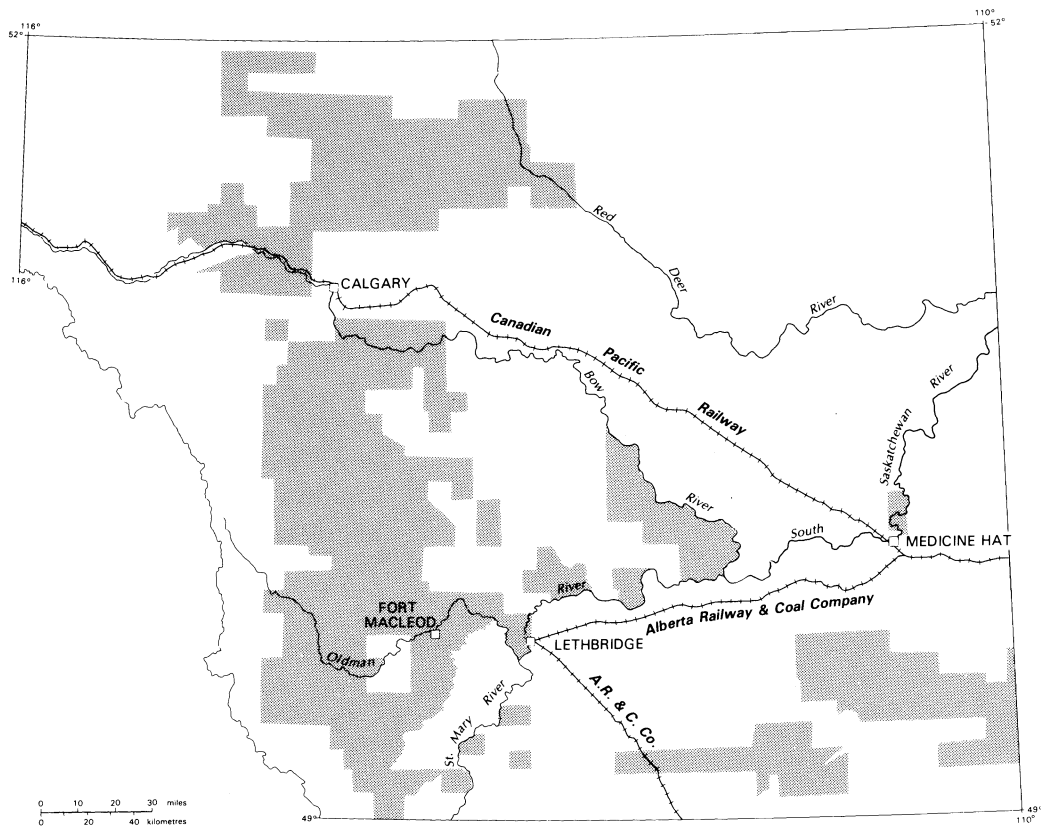 116°
52°
110°
52°
116°
Red
Deer
River
CALGARY
Canadian
Pacific
Railway
Bow
River
River
Saskatchewan
South
MEDICINE HAT
River
Alberta Railway & Coal Company
FORT
MACLEOD
Oldman
LETHBRIDGE
A.R. & C. Co.
River
St. Mary
0 10 20 30 miles
0 20 40 kilometres
49°
49°
110°